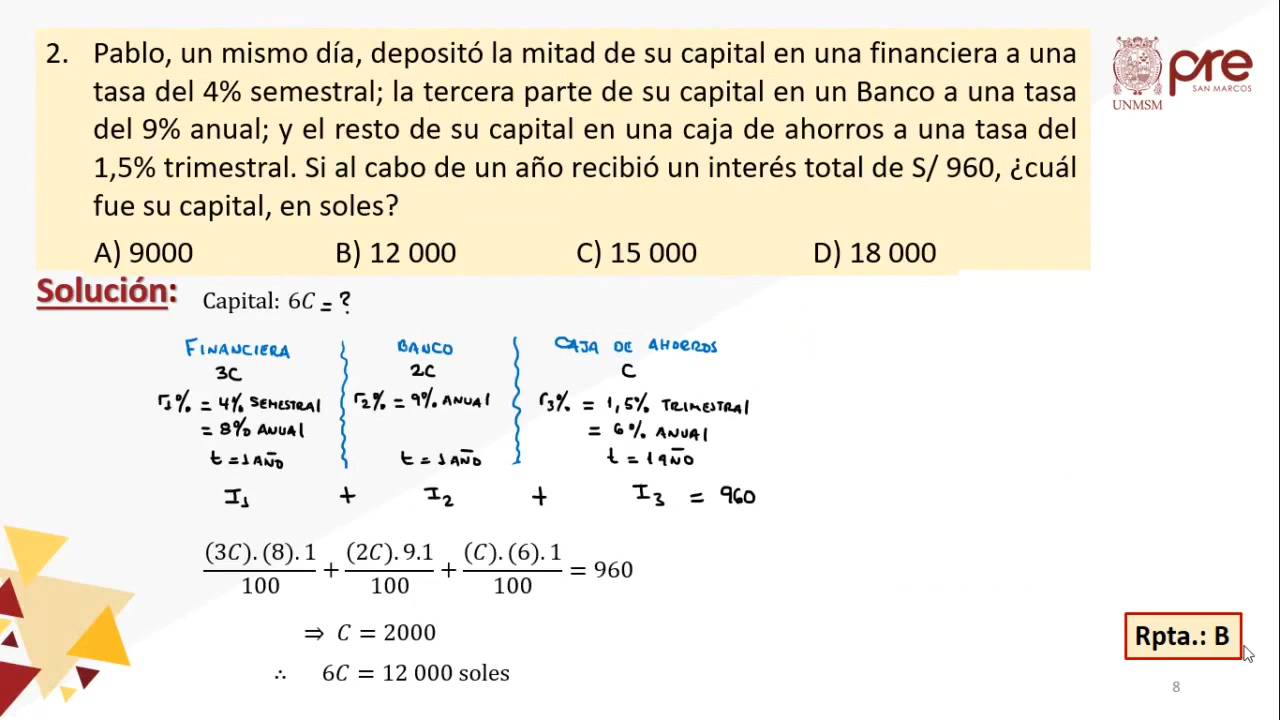 2. Pablo, un mismo día, depositó la mitad de su capital en una financiera a una
tasa del 4% semestral; la tercera parte de su capital en un Banco a una tasa
del 9% anual; y el resto de su capital en una caja de ahorros a una tasa del
1,5% trimestral. Si al cabo de un año recibió un interés total de S/ 960, ¿cuál
fue su capital, en soles?
A) 9000 B) 12 000 C) 15 000 D) 18 000
UNMSM
pre
SAN MARCOS
Solución:
Capital: 6C = ?
FINANCIERA BANCO CAJA DE AHORROS
3C 2C C
r₁% = 4% SEMESTRAL r₂% = 9% ANUAL r₃% = 1,5% TRIMESTRAL
= 8% ANUAL = 6% ANUAL
t = 1 AÑO t = 1 AÑO t = 1 AÑO
I₁ + I₂ + I₃ = 960
(3C).(8).1/100 + (2C).9.1/100 + (C).(6).1/100 = 960
⇒ C = 2000
∴ 6C = 12 000 soles
Rpta.: B
8